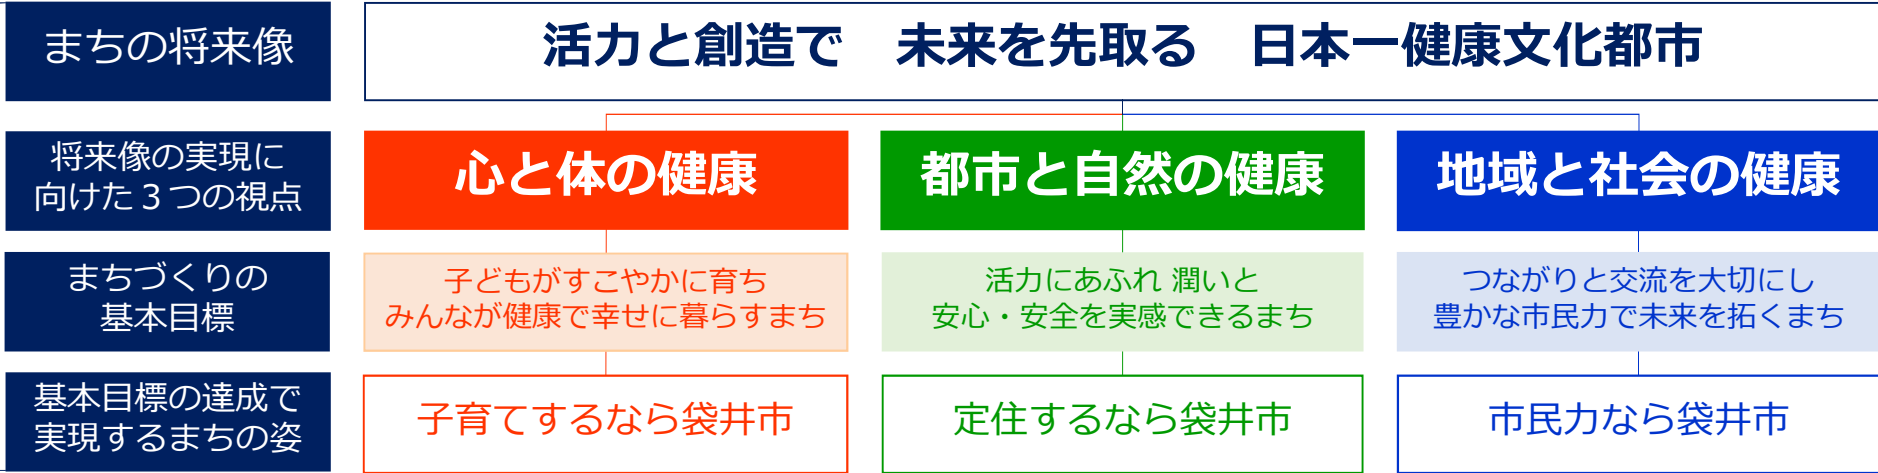 まちの将来像
活力と創造で　未来を先取る　日本一健康文化都市
将来像の実現に
向けた３つの視点
心と体の健康
都市と自然の健康
地域と社会の健康
まちづくりの
基本目標
子どもがすこやかに育ち
みんなが健康で幸せに暮らすまち
活力にあふれ 潤いと
安心・安全を実感できるまち
つながりと交流を大切にし
豊かな市民力で未来を拓くまち
基本目標の達成で
実現するまちの姿
子育てするなら袋井市
定住するなら袋井市
市民力なら袋井市